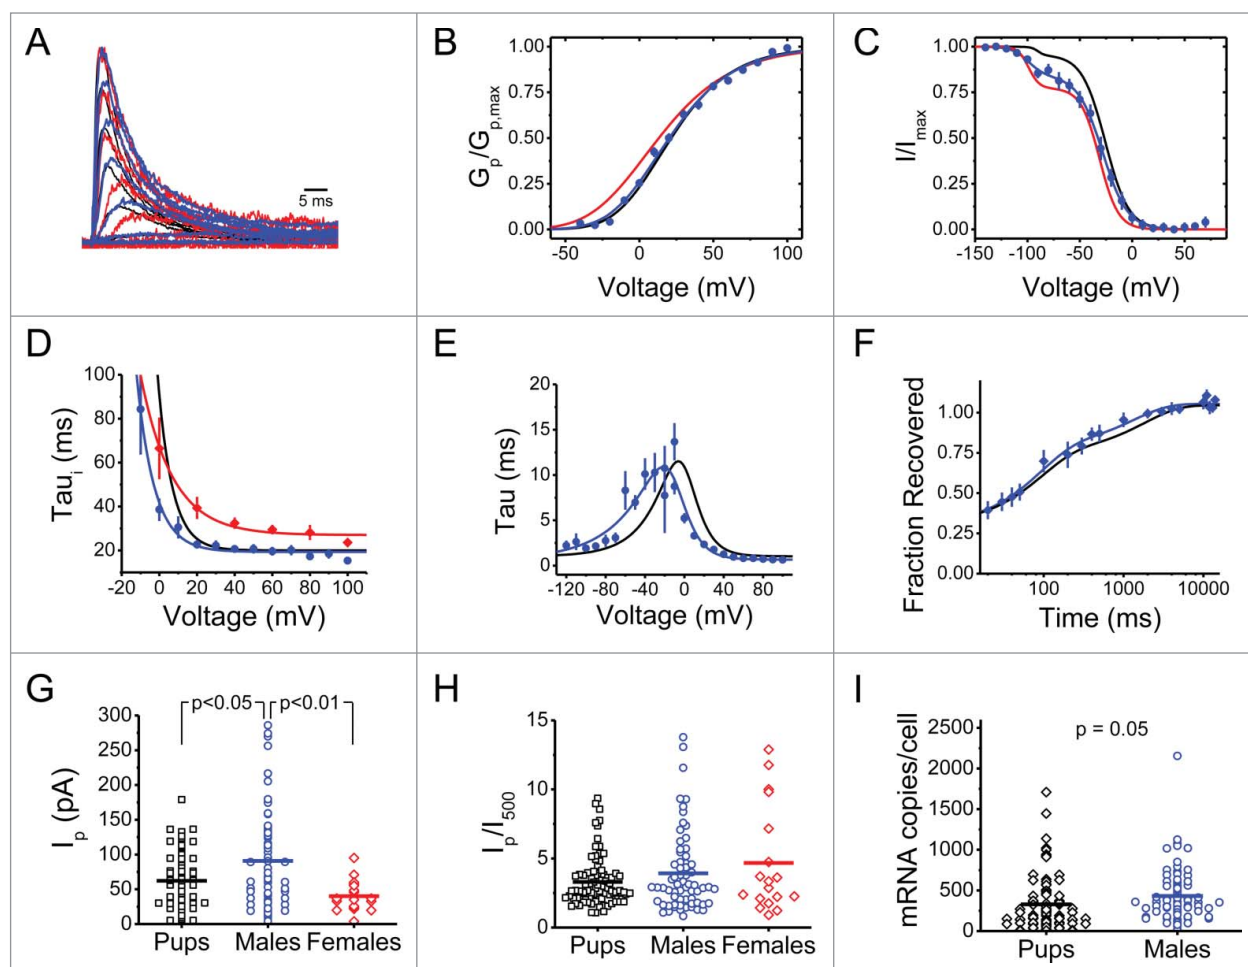 A
5 ms
B
1.00
0.75
0.50
0.25
0.00
Gp/Gp,max
-50 0 50 100
Voltage (mV)
C
1.00
0.75
0.50
0.25
0.00
I/Imax
-150 -100 -50 0 50
Voltage (mV)
D
100
80
60
40
20
Taui (ms)
-20 0 20 40 60 80 100
Voltage (mV)
E
20
15
10
5
0
Tau (ms)
-120 -80 -40 0 40 80
Voltage (mV)
F
1.00
0.75
0.50
0.25
0.00
Fraction Recovered
100 1000 10000
Time (ms)
G
p<0.05 p<0.01
300
250
200
150
100
50
0
Ip (pA)
Pups Males Females
H
15
10
5
0
Ip/I500
Pups Males Females
I
p = 0.05
2500
2000
1500
1000
500
0
mRNA copies/cell
Pups Males